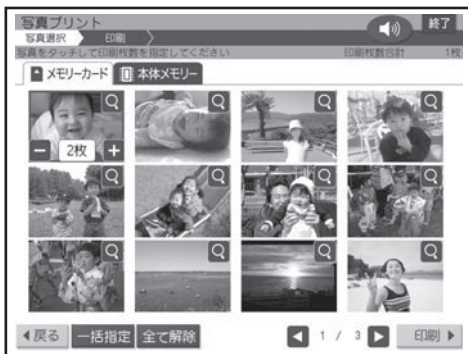 写真プリント
終了
写真選択 印刷
写真をタッチして印刷枚数を指定してください 印刷枚数合計 1枚
メモリーカード 本体メモリー
− 2枚 +
戻る 一括指定 全て解除 1 / 3 印刷